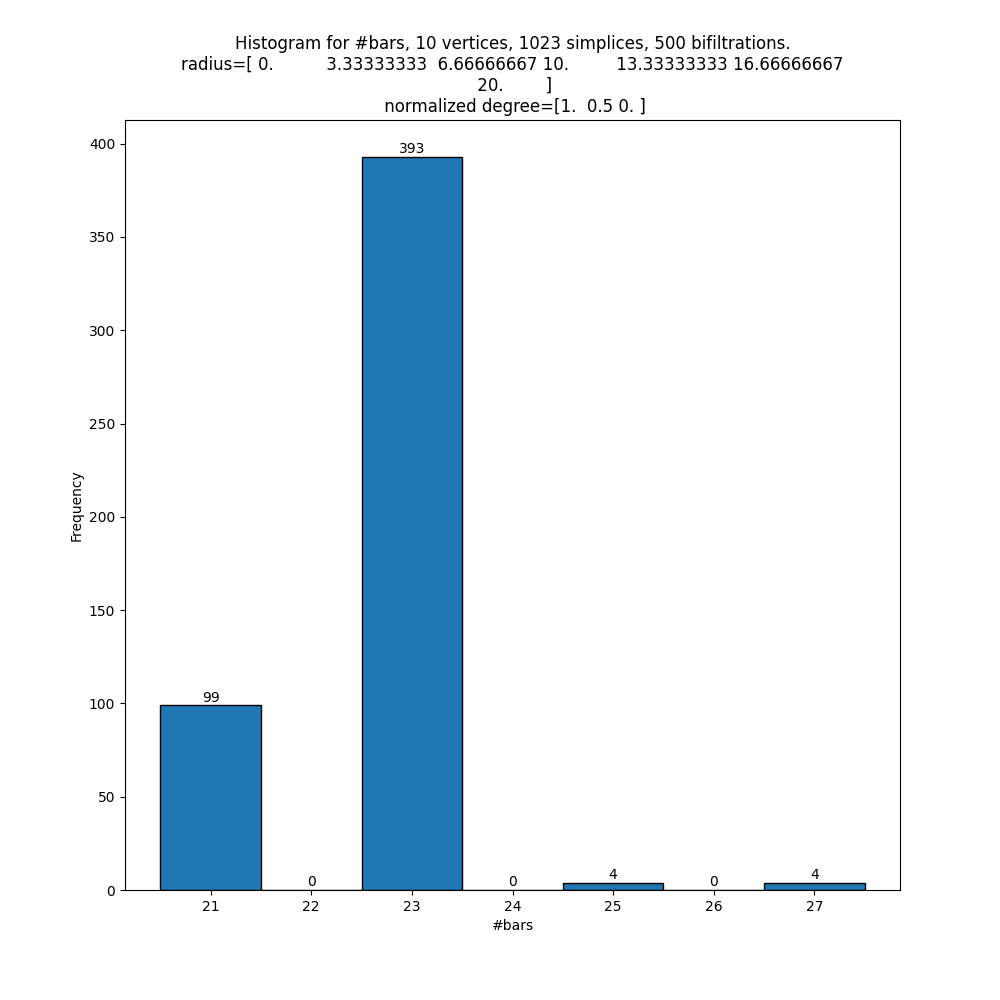 Histogram for #bars, 10 vertices, 1023 simplices, 500 bifiltrations.
radius=[ 0.          3.33333333  6.66666667 10.         13.33333333 16.66666667
20.        ]
normalized degree=[1.  0.5 0. ]
400
350
300
250
200
150
100
50
0
Frequency
99
0
393
0
4
0
4
21 22 23 24 25 26 27
#bars